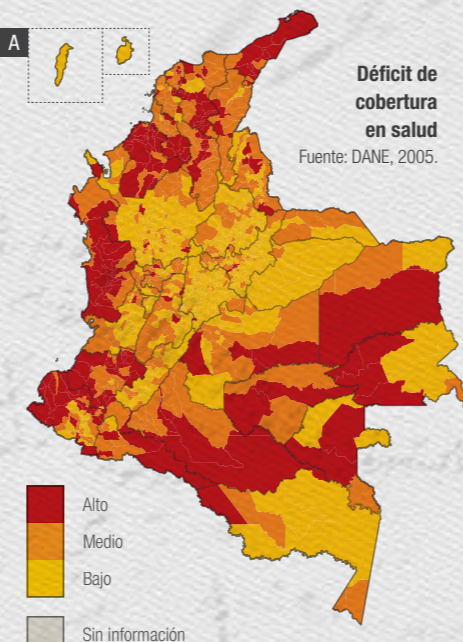 A
Déficit de
cobertura
en salud
Fuente: DANE, 2005.
Alto
Medio
Bajo
Sin información